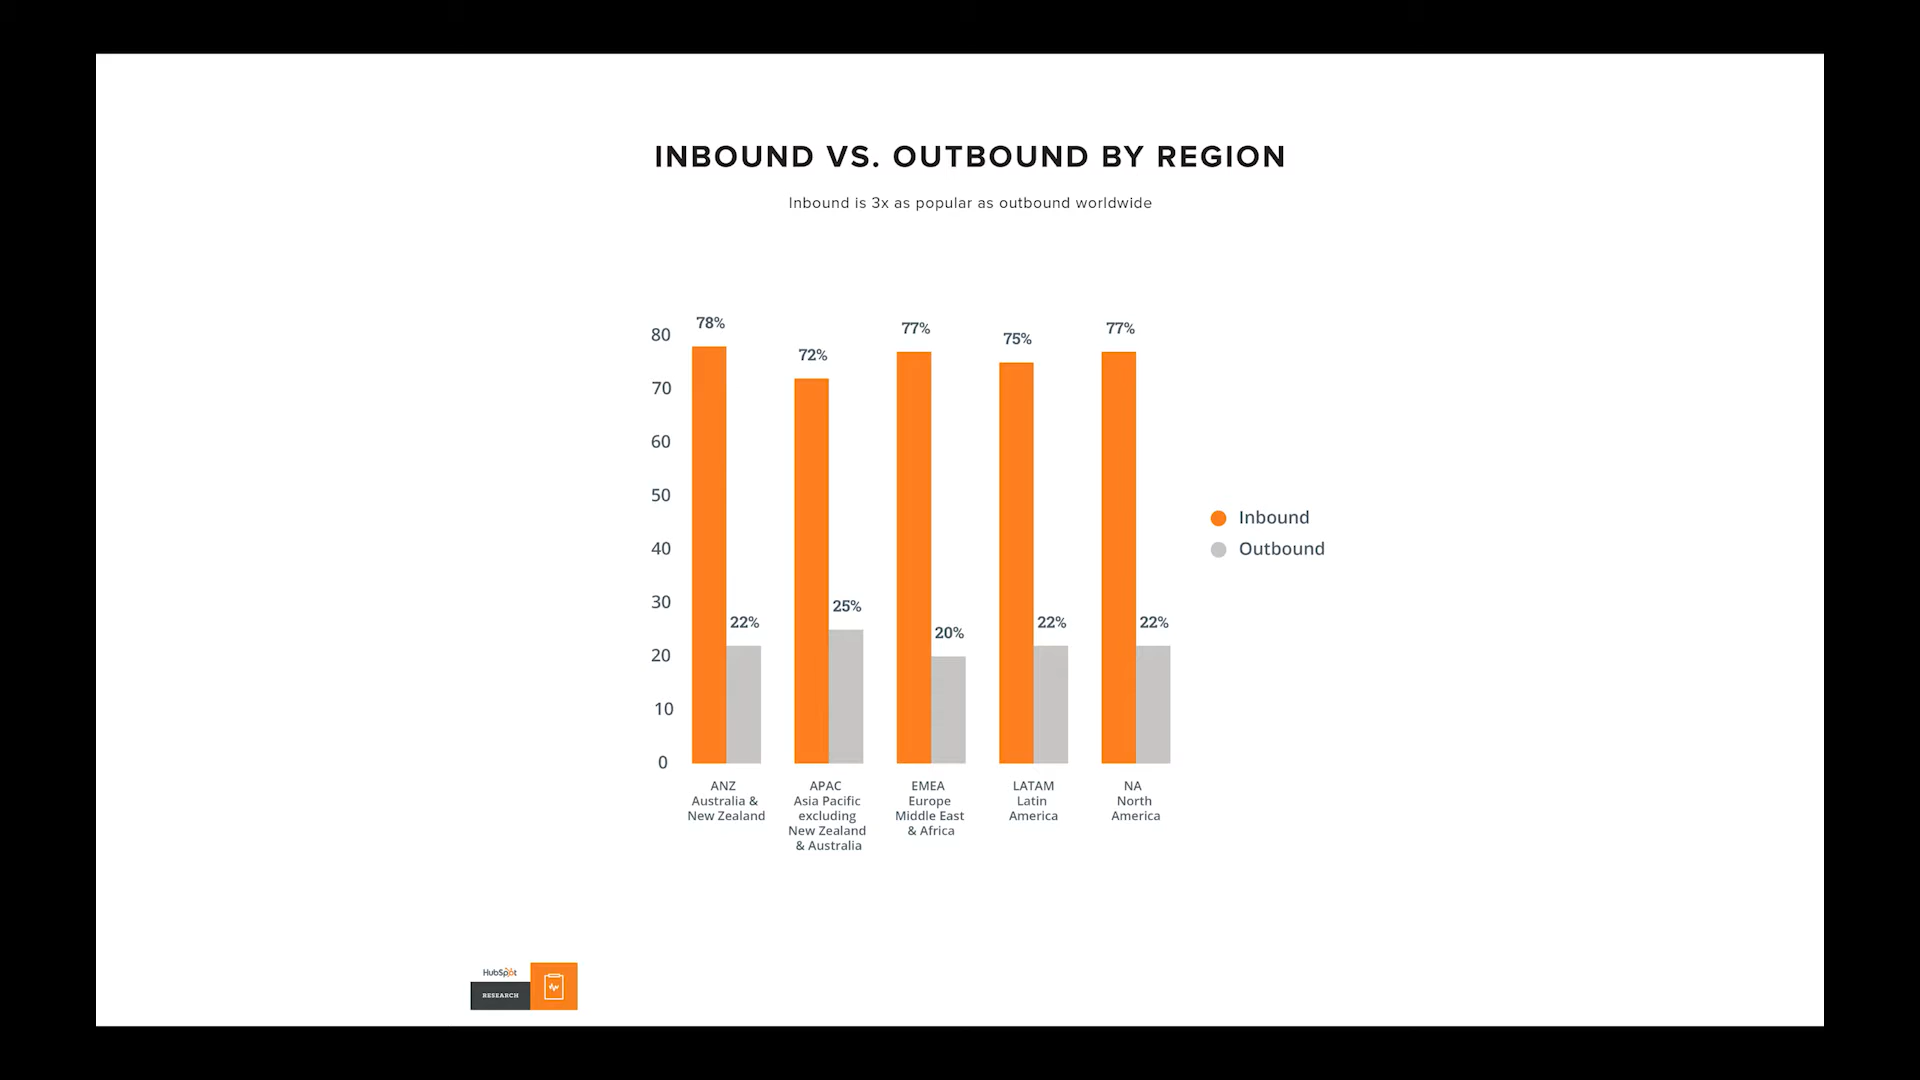 INBOUND VS. OUTBOUND BY REGION
Inbound is 3x as popular as outbound worldwide
80
70
60
50
40
30
20
10
0
78%
22%
72%
25%
77%
20%
75%
22%
77%
22%
Inbound
Outbound
ANZ
Australia &
New Zealand
APAC
Asia Pacific
excluding
New Zealand
& Australia
EMEA
Europe
Middle East
& Africa
LATAM
Latin
America
NA
North
America
HubSpot
RESEARCH